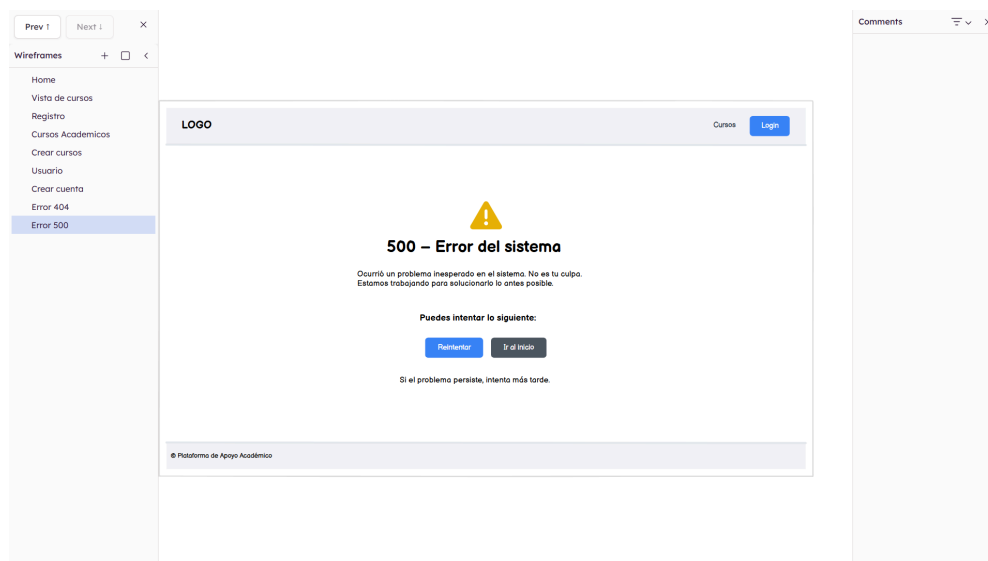 Prev ↑ Next ↓ ×
Wireframes + <
Home
Vista de cursos
Registro
Cursos Academicos
Crear cursos
Usuario
Crear cuenta
Error 404
Error 500
LOGO
Cursos
Login
500 – Error del sistema
Ocurrió un problema inesperado en el sistema. No es tu culpa.
Estamos trabajando para solucionarlo lo antes posible.
Puedes intentar lo siguiente:
Reintentar
Ir al inicio
Si el problema persiste, intenta más tarde.
© Plataforma de Apoyo Académico
Comments